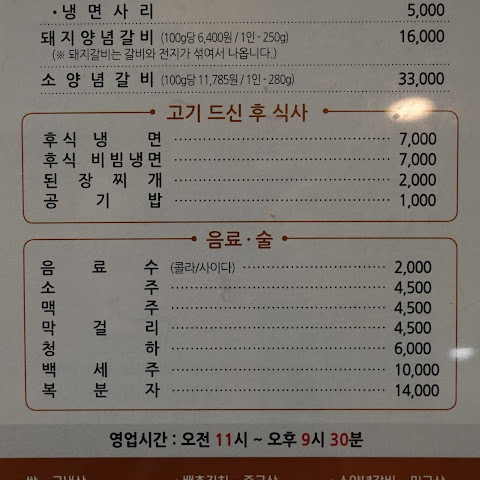 · 냉면사리 5,000
돼지양념갈비 (100g당 6,400원 / 1인 - 250g) 16,000
(※ 돼지갈비는 갈비와 전지가 섞여서 나옵니다.)
소양념갈비 (100g당 11,785원 / 1인 - 280g) 33,000
고기 드신 후 식사
후식 냉면 7,000
후식 비빔냉면 7,000
된장찌개 2,000
공기밥 1,000
음료 · 술
음료수 (콜라/사이다) 2,000
소주 4,500
맥주 4,500
막걸리 4,500
청하 6,000
백세주 10,000
복분자 14,000
영업시간 : 오전 11시 ~ 오후 9시 30분